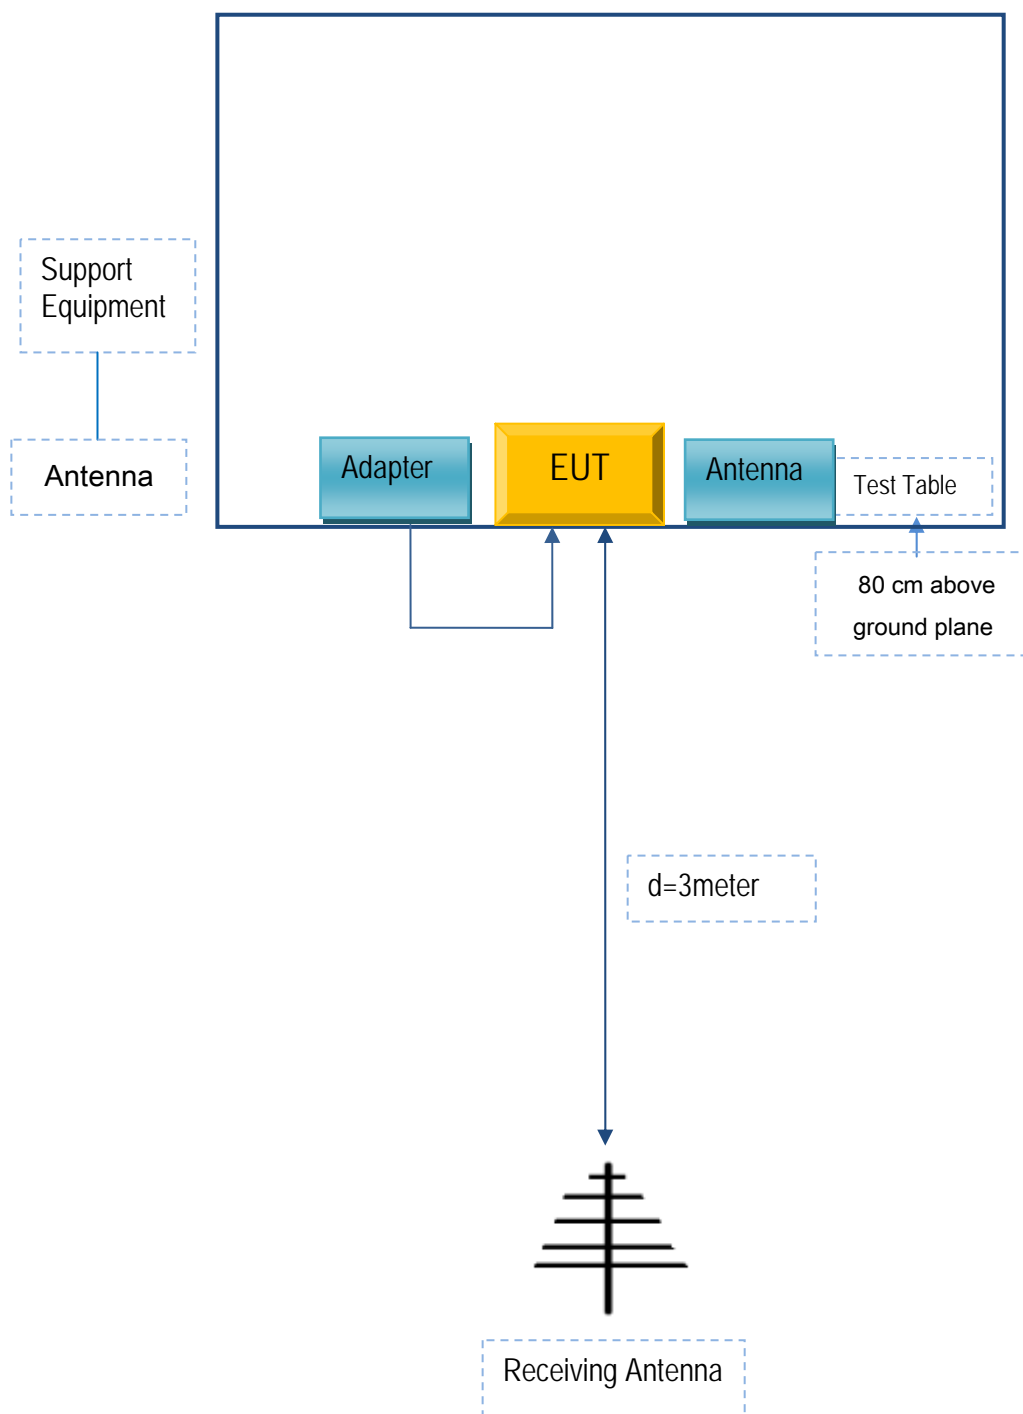 Support
Equipment
Antenna
Adapter
EUT
Antenna
Test Table
80 cm above
ground plane
d=3meter
Receiving Antenna